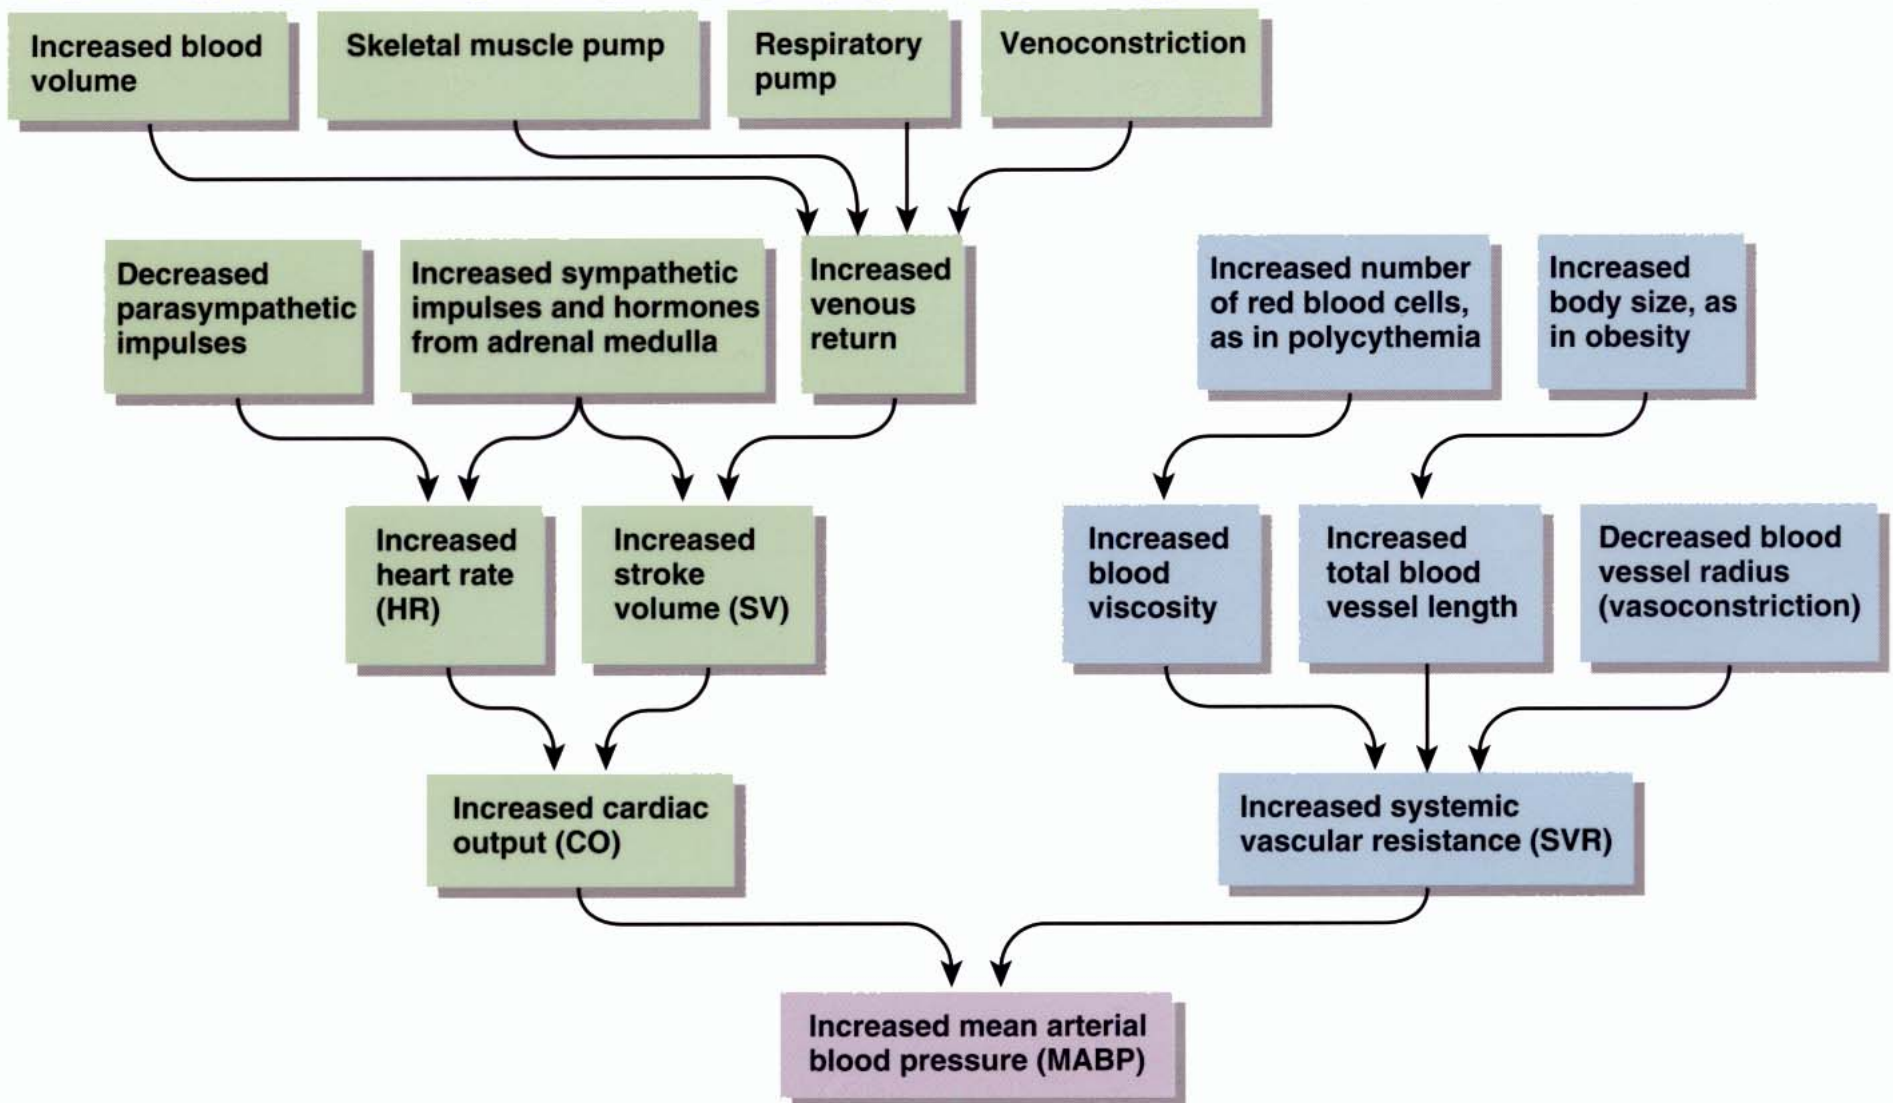 Increased blood
volume
Skeletal muscle pump
Respiratory
pump
Venoconstriction
Decreased
parasympathetic
impulses
Increased sympathetic
impulses and hormones
from adrenal medulla
Increased
venous
return
Increased number
of red blood cells,
as in polycythemia
Increased
body size, as
in obesity
Increased
heart rate
(HR)
Increased
stroke
volume (SV)
Increased
blood
viscosity
Increased
total blood
vessel length
Decreased blood
vessel radius
(vasoconstriction)
Increased cardiac
output (CO)
Increased systemic
vascular resistance (SVR)
Increased mean arterial
blood pressure (MABP)